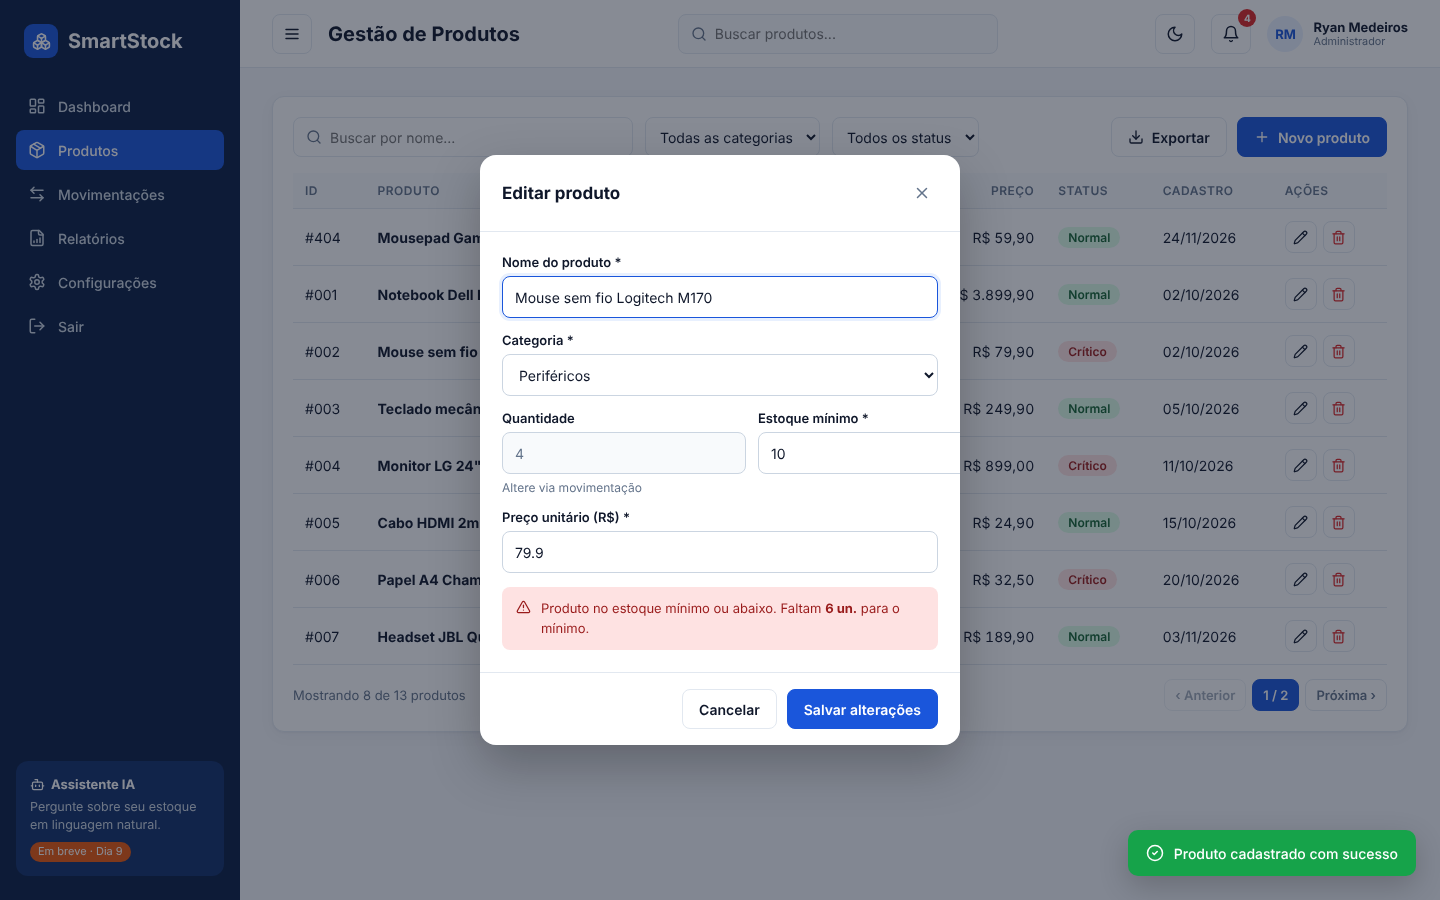 SmartStock
Dashboard
Produtos
Movimentações
Relatórios
Configurações
Sair
Assistente IA
Pergunte sobre seu estoque
em linguagem natural.
Em breve · Dia 9
Gestão de Produtos
Buscar produtos...
4
RM
Ryan Medeiros
Administrador
Buscar por nome...
Todas as categorias
Todos os status
Exportar
Novo produto
ID PRODUTO PREÇO STATUS CADASTRO AÇÕES
#404 Mousepad Gam R$ 59,90 Normal 24/11/2026
#001 Notebook Dell $ 3.899,90 Normal 02/10/2026
#002 Mouse sem fio R$ 79,90 Crítico 02/10/2026
#003 Teclado mecân R$ 249,90 Normal 05/10/2026
#004 Monitor LG 24" R$ 899,00 Crítico 11/10/2026
#005 Cabo HDMI 2m R$ 24,90 Normal 15/10/2026
#006 Papel A4 Cham R$ 32,50 Crítico 20/10/2026
#007 Headset JBL Qu R$ 189,90 Normal 03/11/2026
Mostrando 8 de 13 produtos
‹ Anterior
1 / 2
Próxima ›
Editar produto
Nome do produto *
Mouse sem fio Logitech M170
Categoria *
Periféricos
Quantidade Estoque mínimo *
4 10
Altere via movimentação
Preço unitário (R$) *
79.9
Produto no estoque mínimo ou abaixo. Faltam 6 un. para o
mínimo.
Cancelar
Salvar alterações
Produto cadastrado com sucesso